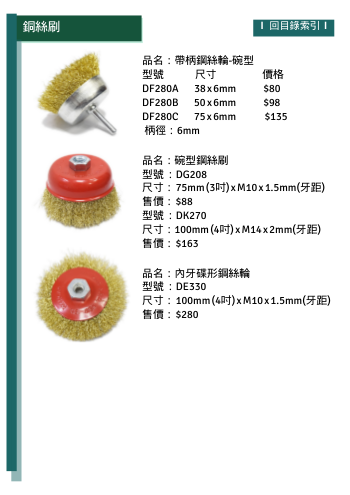 鋼絲刷
回目錄索引
品名：帶柄鋼絲輪-碗型
型號 尺寸 價格
DF280A 38x6mm $80
DF280B 50x6mm $98
DF280C 75x6mm $135
柄徑：6mm
品名：碗型鋼絲刷
型號：DG208
尺寸：75mm(3吋)xM10x1.5mm(牙距)
售價：$88
型號：DK270
尺寸：100mm(4吋)xM14x2mm(牙距)
售價：$163
品名：內牙碟形鋼絲輪
型號：DE330
尺寸：100mm(4吋)xM10x1.5mm(牙距)
售價：$280